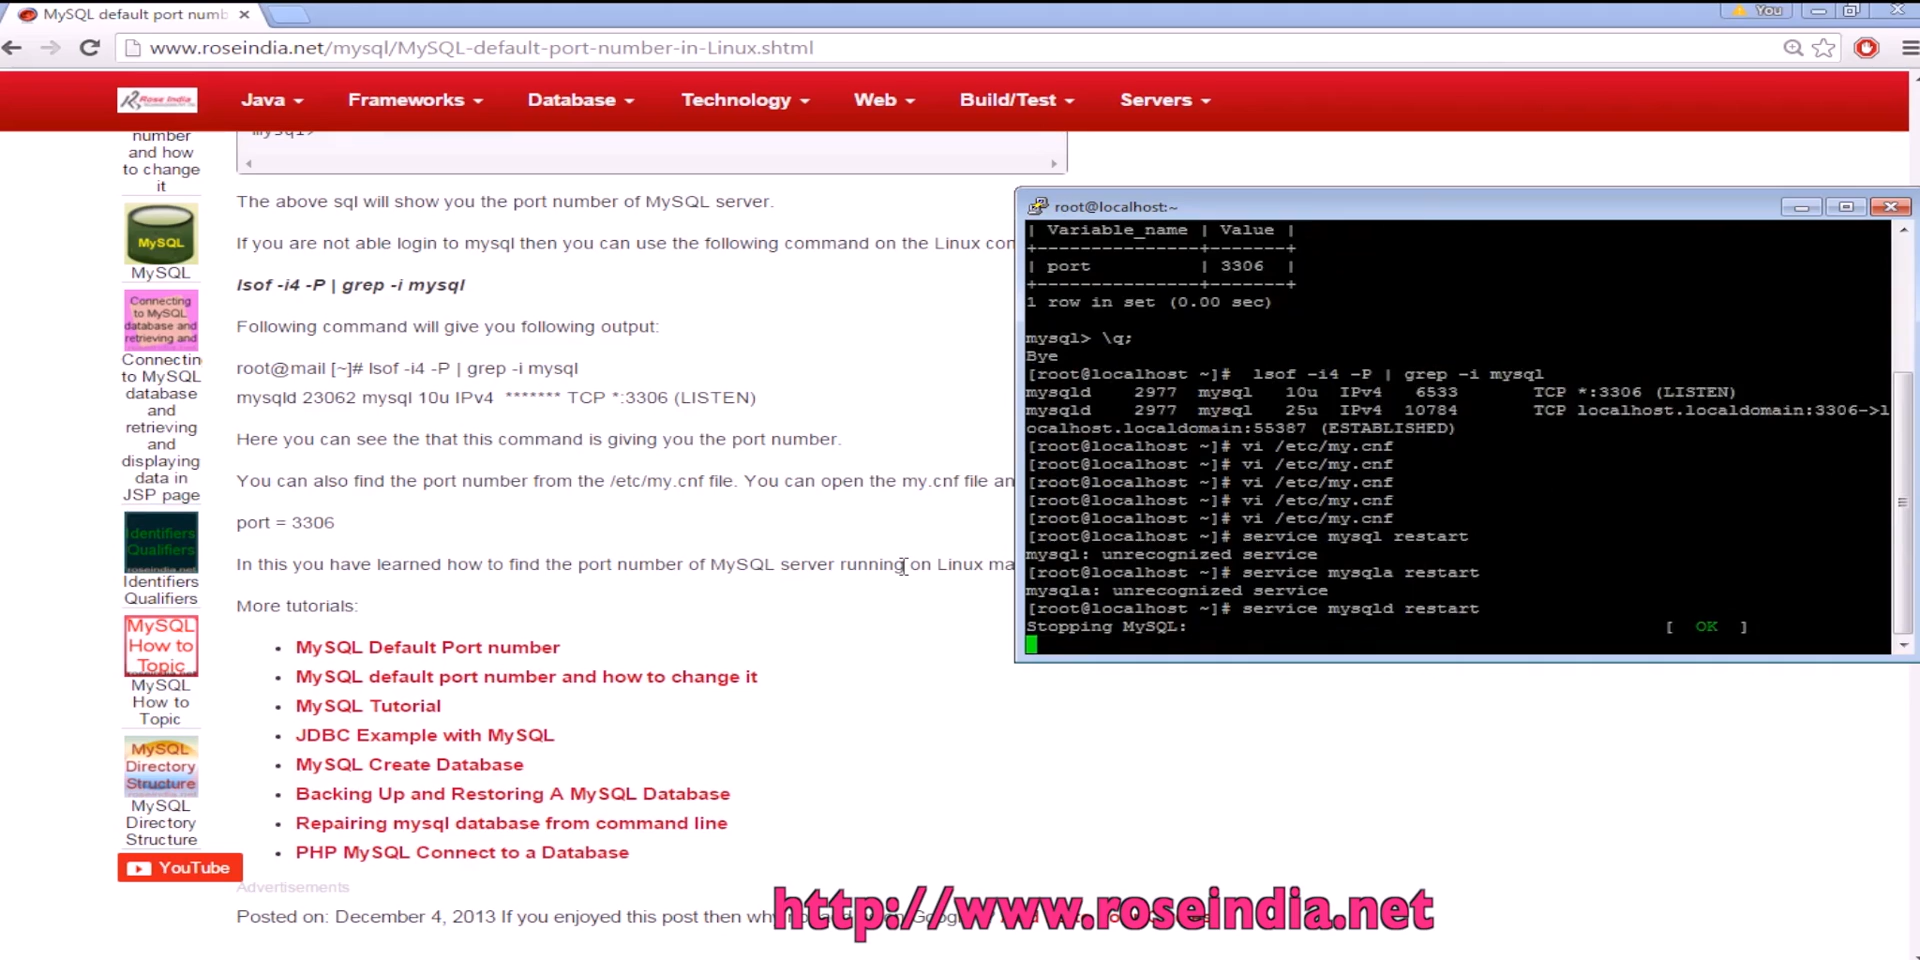 MySQL default port numb
You
www.roseindia.net/mysql/MySQL-default-port-number-in-Linux.shtml
Rose India
Java
Frameworks
Database
Technology
Web
Build/Test
Servers
number
and how
to change
it
MySQL
MySQL
Connecting
to MySQL
database and
retrieving and
Connectin
to MySQL
database
and
retrieving
and
displaying
data in
JSP page
Identifiers
Qualifiers
Identifiers
Qualifiers
MySQL
How to
Topic
MySQL
How to
Topic
MySQL
Directory
Structure
MySQL
Directory
Structure
YouTube
mysql>
The above sql will show you the port number of MySQL server.
If you are not able login to mysql then you can use the following command on the Linux con
lsof -i4 -P | grep -i mysql
Following command will give you following output:
root@mail [~]# lsof -i4 -P | grep -i mysql
mysqld 23062 mysql 10u IPv4 ******* TCP *:3306 (LISTEN)
Here you can see the that this command is giving you the port number.
You can also find the port number from the /etc/my.cnf file. You can open the my.cnf file an
port = 3306
In this you have learned how to find the port number of MySQL server running on Linux ma
More tutorials:
• MySQL Default Port number
• MySQL default port number and how to change it
• MySQL Tutorial
• JDBC Example with MySQL
• MySQL Create Database
• Backing Up and Restoring A MySQL Database
• Repairing mysql database from command line
• PHP MySQL Connect to a Database
Advertisements
Posted on: December 4, 2013 If you enjoyed this post then why
http://www.roseindia.net
root@localhost:~
| Variable_name | Value |
+---------------+-------+
| port          | 3306  |
+---------------+-------+
1 row in set (0.00 sec)
mysql> \q;
Bye
[root@localhost ~]#  lsof -i4 -P | grep -i mysql
mysqld    2977  mysql   10u  IPv4   6533       TCP *:3306 (LISTEN)
mysqld    2977  mysql   25u  IPv4  10784       TCP localhost.localdomain:3306->l
ocalhost.localdomain:55387 (ESTABLISHED)
[root@localhost ~]# vi /etc/my.cnf
[root@localhost ~]# vi /etc/my.cnf
[root@localhost ~]# vi /etc/my.cnf
[root@localhost ~]# vi /etc/my.cnf
[root@localhost ~]# vi /etc/my.cnf
[root@localhost ~]# service mysql restart
mysql: unrecognized service
[root@localhost ~]# service mysqla restart
mysqla: unrecognized service
[root@localhost ~]# service mysqld restart
Stopping MySQL:                                            [  OK  ]